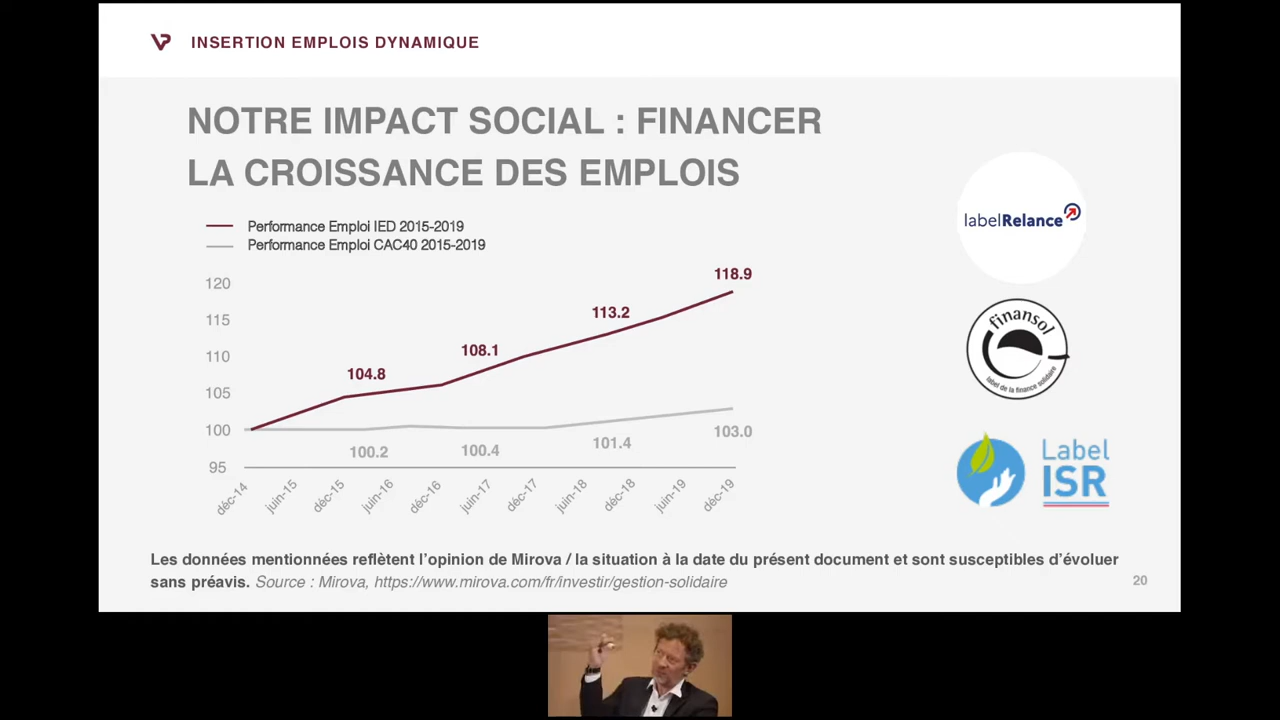 VP INSERTION EMPLOIS DYNAMIQUE
NOTRE IMPACT SOCIAL : FINANCER
LA CROISSANCE DES EMPLOIS
Performance Emploi IED 2015-2019
Performance Emploi CAC40 2015-2019
120
115
110
105
100
95
104.8
108.1
113.2
118.9
100.2
100.4
101.4
103.0
déc-14
juin-15
déc-15
juin-16
déc-16
juin-17
déc-17
juin-18
déc-18
juin-19
déc-19
labelRelance
finansol
label de la finance solidaire
Label
ISR
Les données mentionnées reflètent l’opinion de Mirova / la situation à la date du présent document et sont susceptibles d’évoluer
sans préavis. Source : Mirova, https://www.mirova.com/fr/investir/gestion-solidaire
20